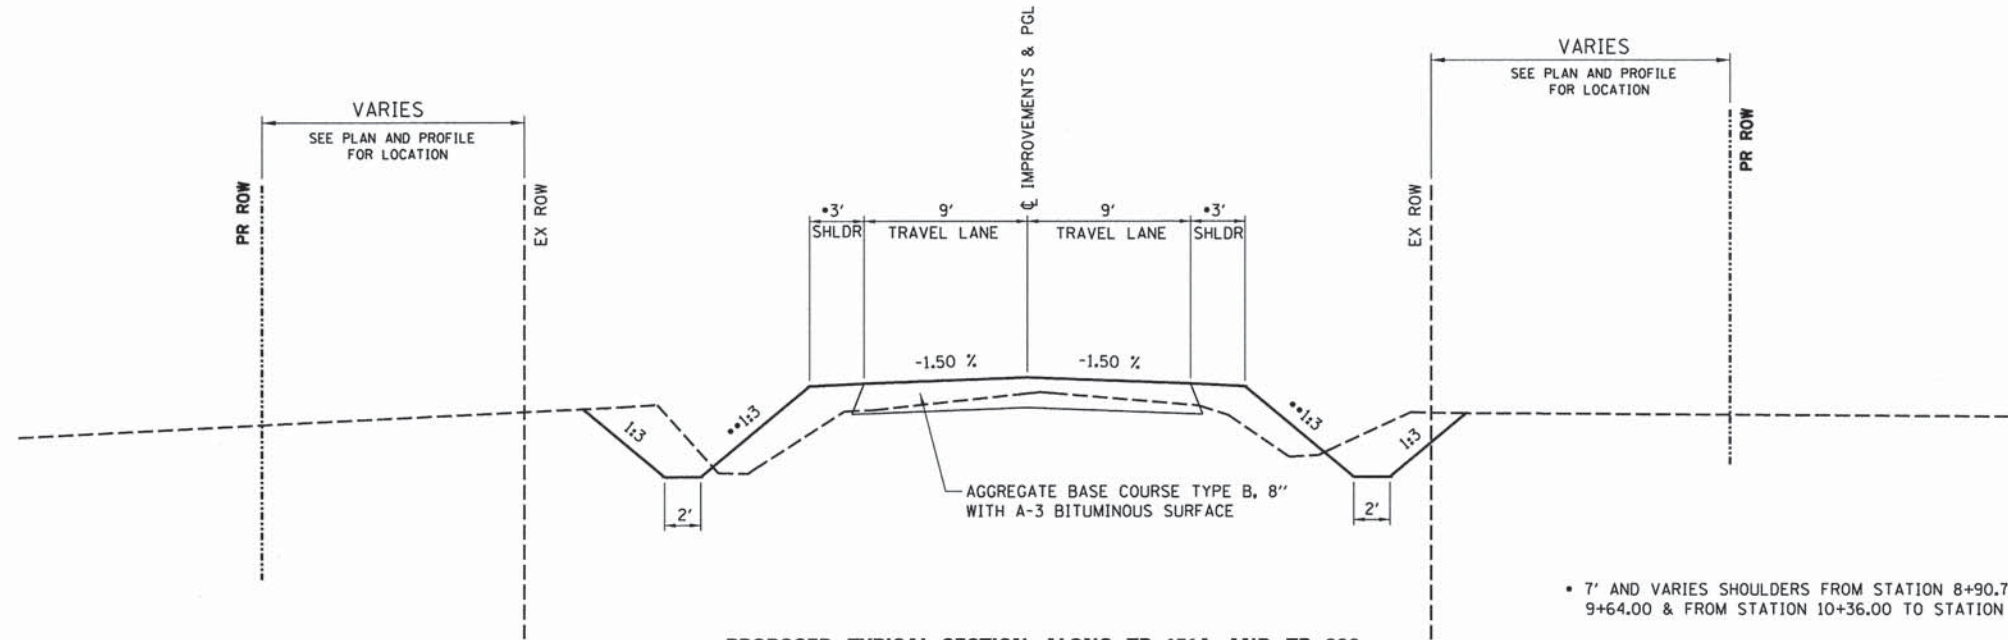 VARIES
SEE PLAN AND PROFILE
FOR LOCATION
PR ROW
EX ROW
℄ IMPROVEMENTS & PGL
VARIES
SEE PLAN AND PROFILE
FOR LOCATION
EX ROW
PR ROW
•3' 9' 9' •3'
SHLDR TRAVEL LANE TRAVEL LANE SHLDR
-1.50 % -1.50 %
1:3 ••1:3 ••1:3 1:3
2' 2'
AGGREGATE BASE COURSE TYPE B, 8''
WITH A-3 BITUMINOUS SURFACE
• 7' AND VARIES SHOULDERS FROM STATION 8+90.7
9+64.00 & FROM STATION 10+36.00 TO STATION